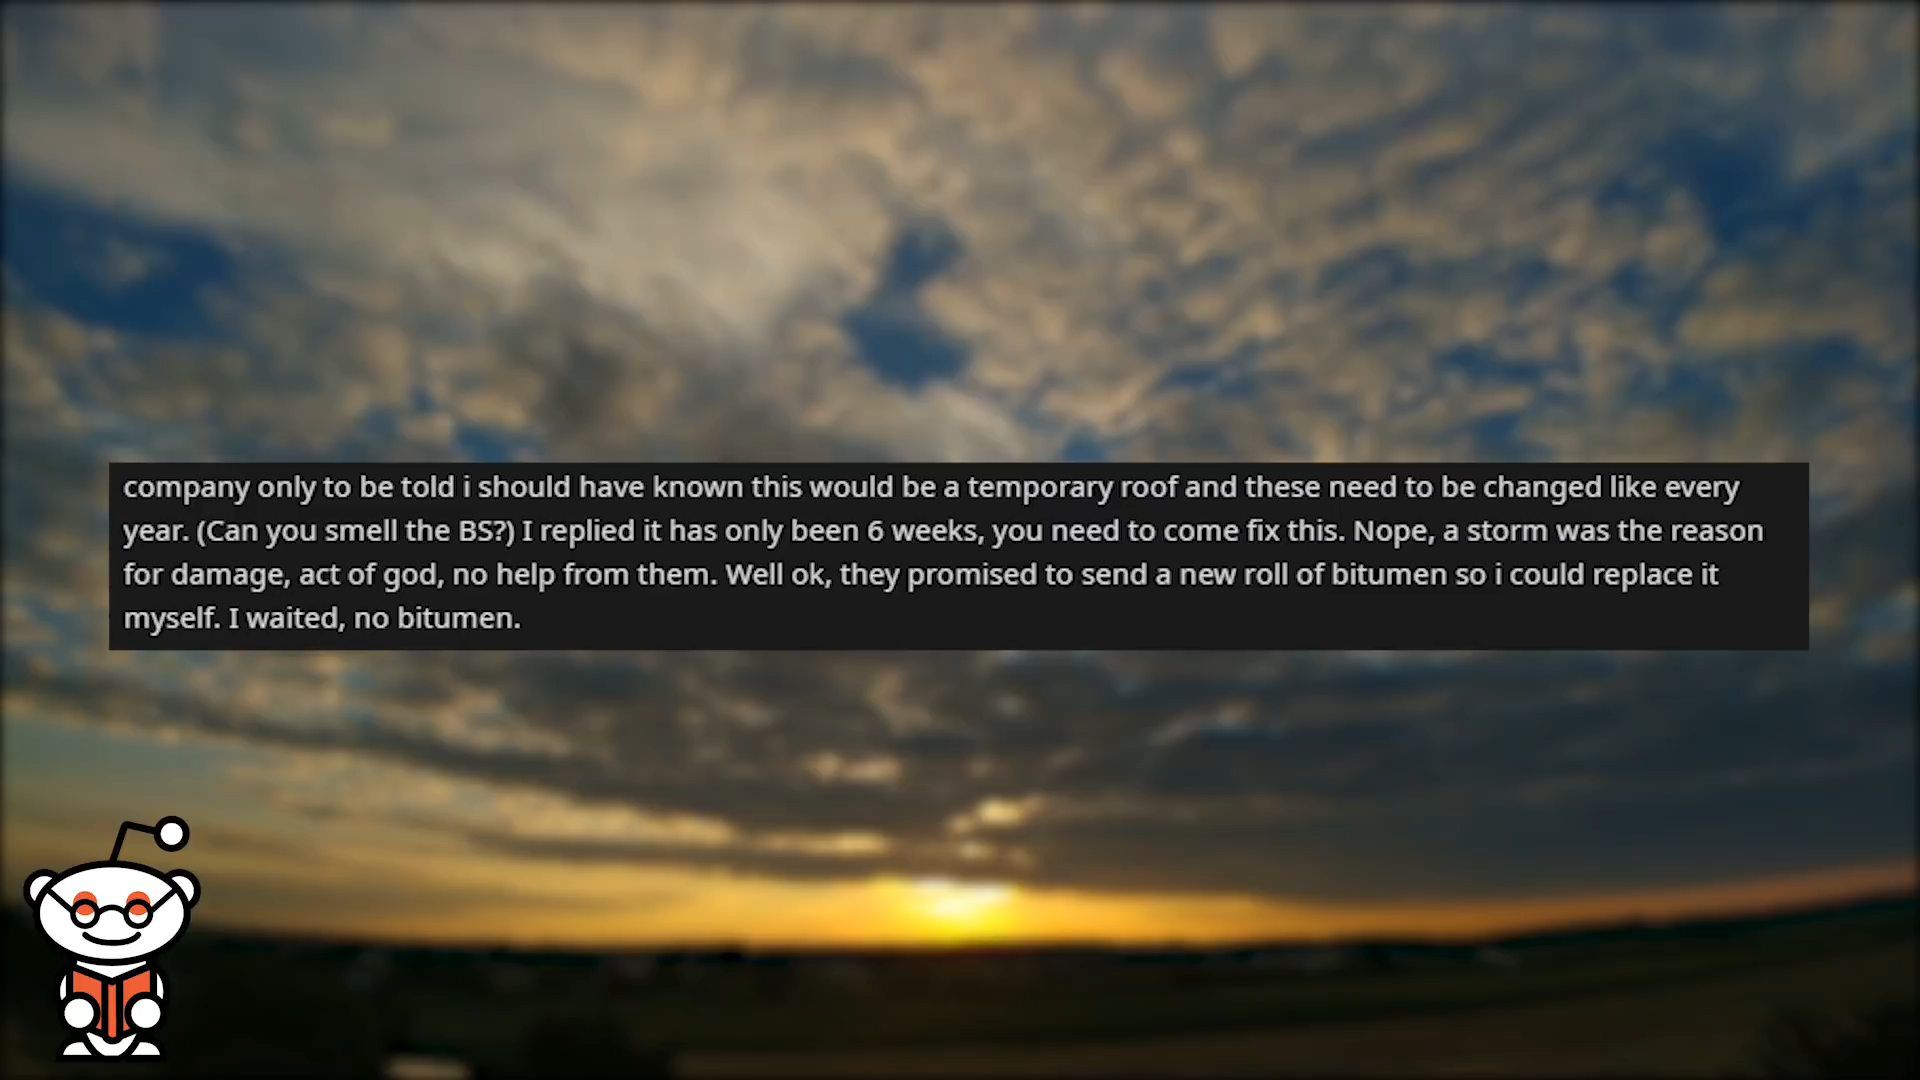 company only to be told i should have known this would be a temporary roof and these need to be changed like every
year. (Can you smell the BS?) I replied it has only been 6 weeks, you need to come fix this. Nope, a storm was the reason
for damage, act of god, no help from them. Well ok, they promised to send a new roll of bitumen so i could replace it
myself. I waited, no bitumen.